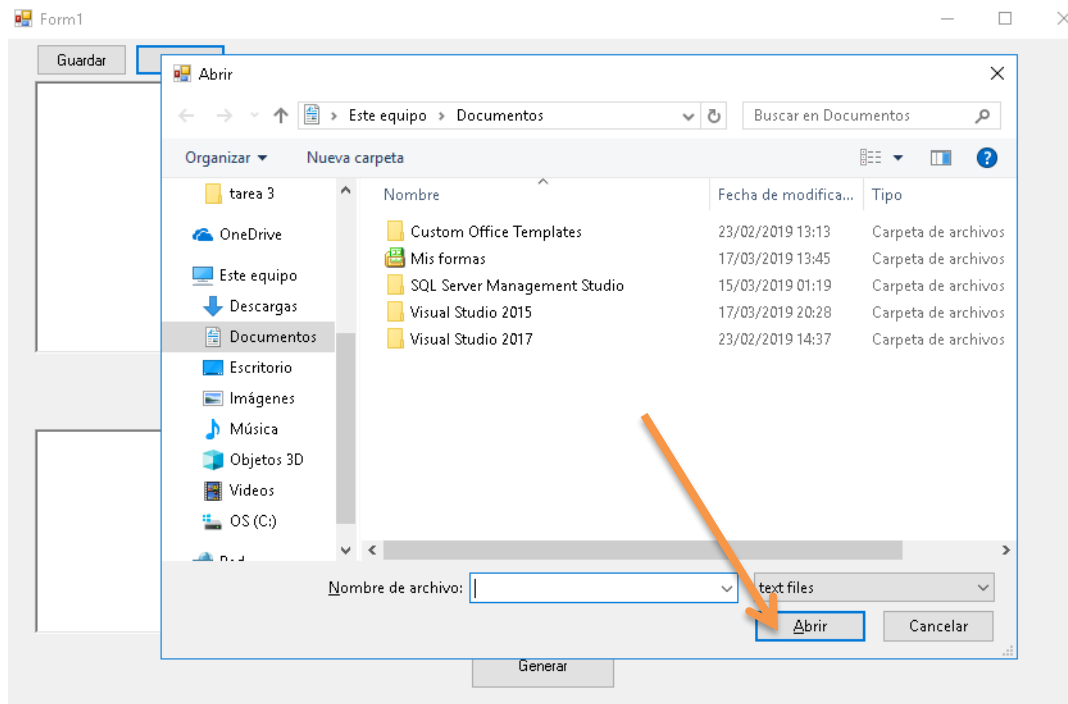 Form1
Guardar
Abrir
Este equipo > Documentos
Buscar en Documentos
Organizar
Nueva carpeta
Nombre
Fecha de modifica...
Tipo
tarea 3
OneDrive
Este equipo
Descargas
Documentos
Escritorio
Imágenes
Música
Objetos 3D
Videos
OS (C:)
Custom Office Templates 23/02/2019 13:13 Carpeta de archivos
Mis formas 17/03/2019 13:45 Carpeta de archivos
SQL Server Management Studio 15/03/2019 01:19 Carpeta de archivos
Visual Studio 2015 17/03/2019 20:28 Carpeta de archivos
Visual Studio 2017 23/02/2019 14:37 Carpeta de archivos
Nombre de archivo:
text files
Abrir
Cancelar
Generar